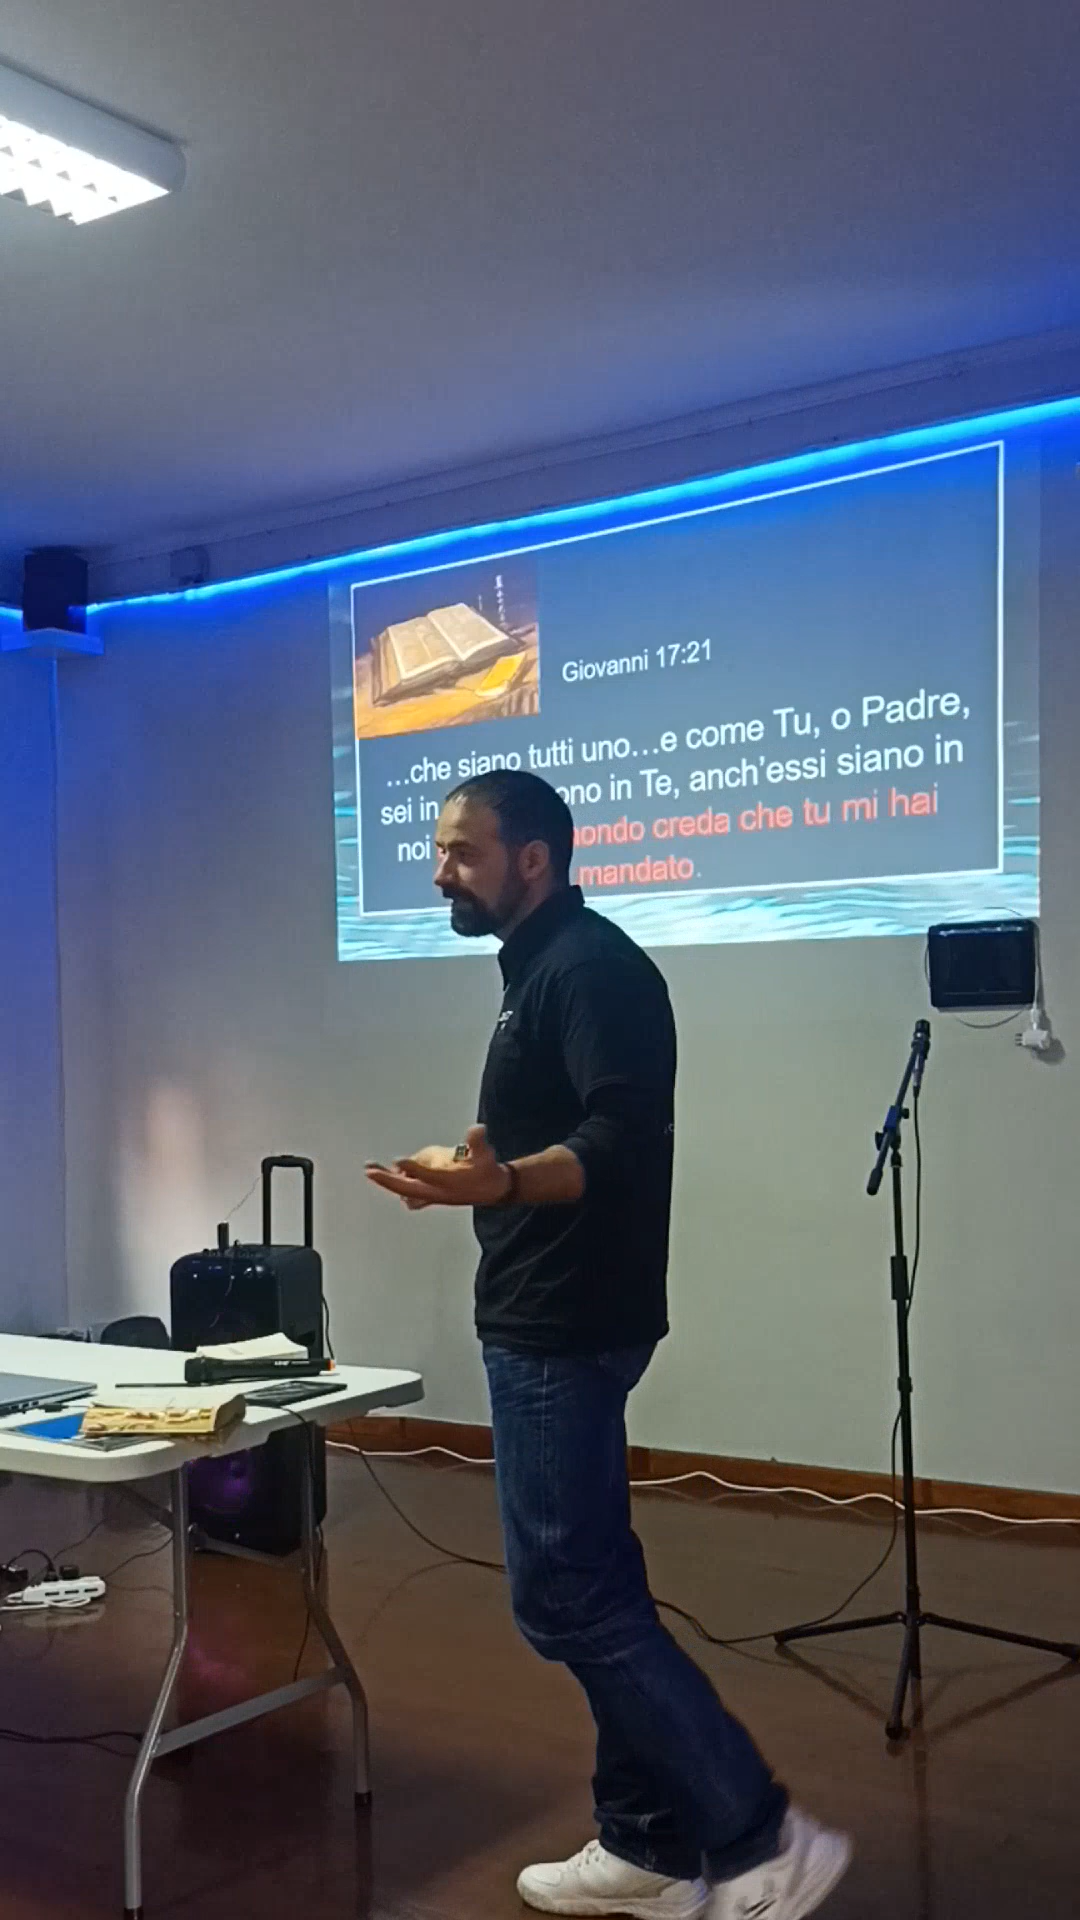 Giovanni 17:21
…che siano tutti uno…e come Tu, o Padre,
sei in ono in Te, anch’essi siano in
noi ondo creda che tu mi hai
mandato.